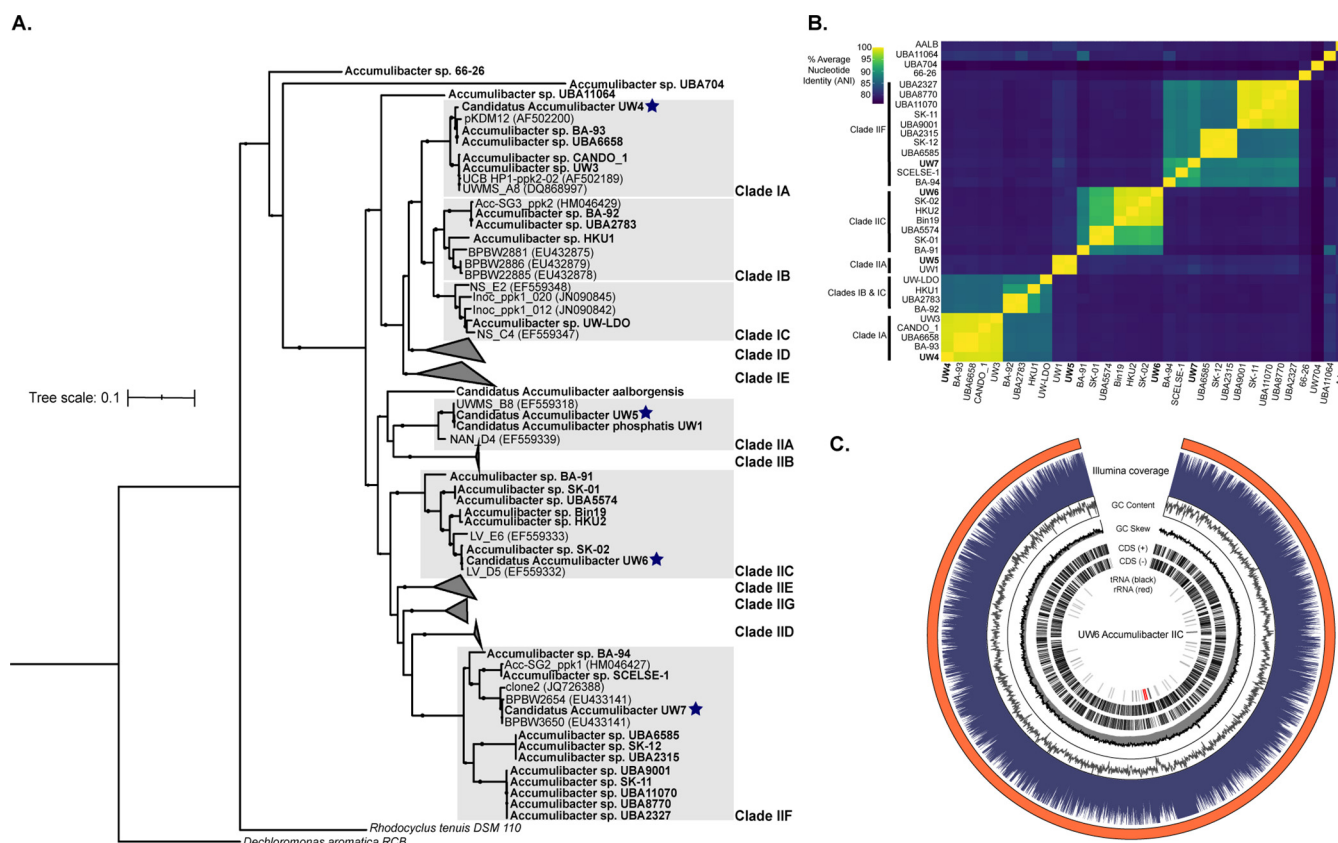 A.
Accumulibacter sp. 66-26
Accumulibacter sp. UBA704
Accumulibacter sp. UBA11064
Candidatus Accumulibacter UW4
pKDM12 (AF502200)
Accumulibacter sp. BA-93
Accumulibacter sp. UBA6658
Accumulibacter sp. CANDO_1
Accumulibacter sp. UW3
UCB HP1-ppk2-02 (AF502189)
UWMS_A8 (DQ868997)
Clade IA
Acc-SG3_ppk2 (HM046429)
Accumulibacter sp. BA-92
Accumulibacter sp. UBA2783
Accumulibacter sp. HKU1
BPBW2881 (EU432875)
BPBW2886 (EU432879)
BPBW22885 (EU432878)
Clade IB
NS_E2 (EF559348)
Inoc_ppk1_020 (JN090845)
Inoc_ppk1_012 (JN090842)
Accumulibacter sp. UW-LDO
NS_C4 (EF559347)
Clade IC
Clade ID
Clade IE
Tree scale: 0.1
Candidatus Accumulibacter aalborgensis
UWMS_B8 (EF559318)
Candidatus Accumulibacter UW5
Candidatus Accumulibacter phosphatis UW1
NAN_D4 (EF559339)
Clade IIA
Clade IIB
Accumulibacter sp. BA-91
Accumulibacter sp. SK-01
Accumulibacter sp. UBA5574
Accumulibacter sp. Bin19
Accumulibacter sp. HKU2
LV_E6 (EF559333)
Accumulibacter sp. SK-02
Candidatus Accumulibacter UW6
LV_D5 (EF559332)
Clade IIC
Clade IIE
Clade IIG
Clade IID
Accumulibacter sp. BA-94
Acc-SG2_ppk1 (HM046427)
Accumulibacter sp. SCELSE-1
clone2 (JQ726388)
BPBW2654 (EU433141)
Candidatus Accumulibacter UW7
BPBW3650 (EU433141)
Accumulibacter sp. UBA6585
Accumulibacter sp. SK-12
Accumulibacter sp. UBA2315
Accumulibacter sp. UBA9001
Accumulibacter sp. SK-11
Accumulibacter sp. UBA11070
Accumulibacter sp. UBA8770
Accumulibacter sp. UBA2327
Clade IIF
Rhodocyclus tenuis DSM 110
Dechloromonas aromatica RCB
B.
% Average
Nucleotide
Identity (ANI)
100
95
90
85
80
AALB
UBA11064
UBA704
66-26
UBA2327
UBA8770
UBA11070
SK-11
UBA9001
UBA2315
SK-12
UBA6585
UW7
SCELSE-1
BA-94
UW6
SK-02
HKU2
Bin19
UBA5574
SK-01
BA-91
UW5
UW1
UW-LDO
HKU1
UBA2783
BA-92
UW3
CANDO_1
UBA6658
BA-93
UW4
Clade IIF
Clade IIC
Clade IIA
Clades IB & IC
Clade IA
UW4
BA-93
UBA6658
CANDO_1
UW3
BA-92
UBA2783
HKU1
UW-LDO
UW1
UW5
BA-91
SK-01
UBA5574
Bin19
HKU2
SK-02
UW6
BA-94
SCELSE-1
UW7
UBA6585
SK-12
UBA2315
UBA9001
SK-11
UBA11070
UBA8770
UBA2327
66-26
UW704
UBA11064
C.
Illumina coverage
GC Content
GC Skew
CDS (+)
CDS (-)
tRNA (black)
rRNA (red)
UW6 Accumulibacter IIC